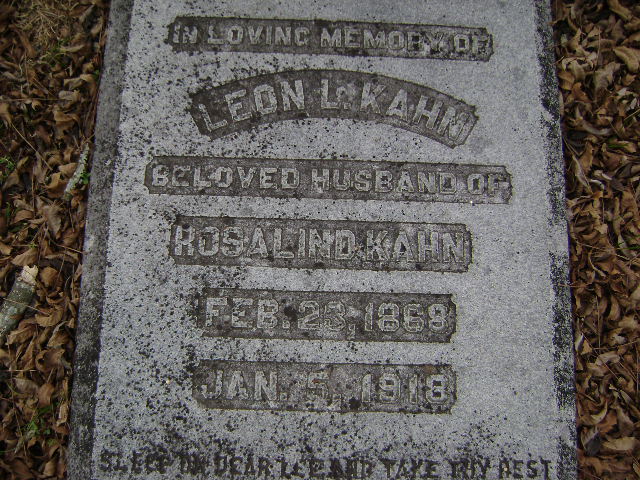 IN LOVING MEMORY OF
LEON L. KAHN
BELOVED HUSBAND OF
ROSALIND KAHN
FEB. 23, 1869
JAN. 5, 1918
SLEEP ON DEAR LEE AND TAKE THY REST